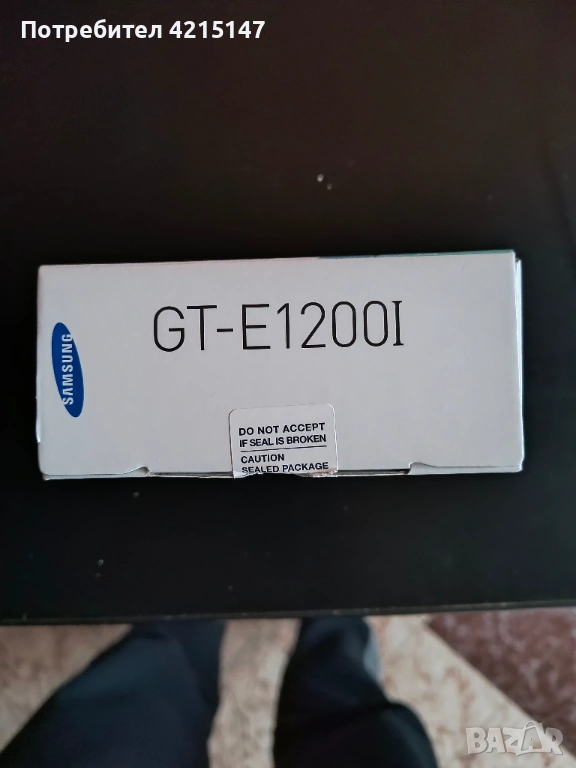 Потребител 4215147
GT-E1200I
SAMSUNG
DO NOT ACCEPT
IF SEAL IS BROKEN
CAUTION
SEALED PACKAGE
BAZAR